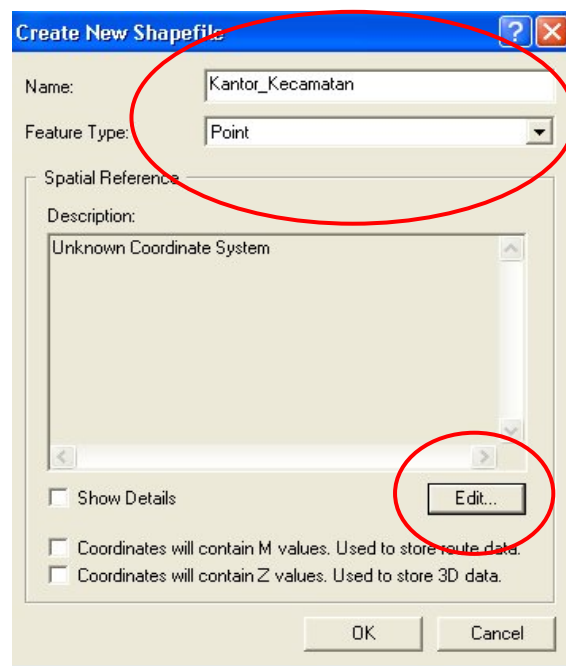 Create New Shapefile
Name: Kantor_Kecamatan
Feature Type: Point
Spatial Reference
Description:
Unknown Coordinate System
Show Details Edit...
Coordinates will contain M values. Used to store route data.
Coordinates will contain Z values. Used to store 3D data.
OK Cancel